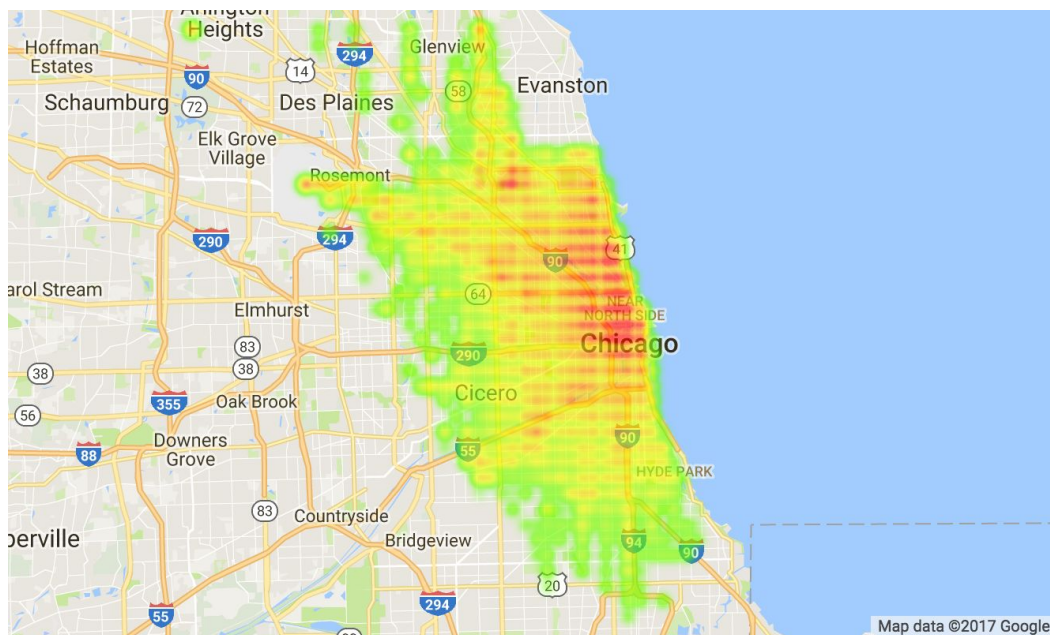 Arlington
Heights
Hoffman
Estates
Glenview
294
14
90
58
Evanston
Schaumburg
72
Des Plaines
Elk Grove
Village
Rosemont
290
294
41
90
arol Stream
64
NEAR
NORTH SIDE
Elmhurst
83
Chicago
290
38
38
355
Oak Brook
Cicero
56
88
Downers
Grove
55
90
HYDE PARK
83
Countryside
perville
Bridgeview
94
90
20
294
55
Map data ©2017 Google